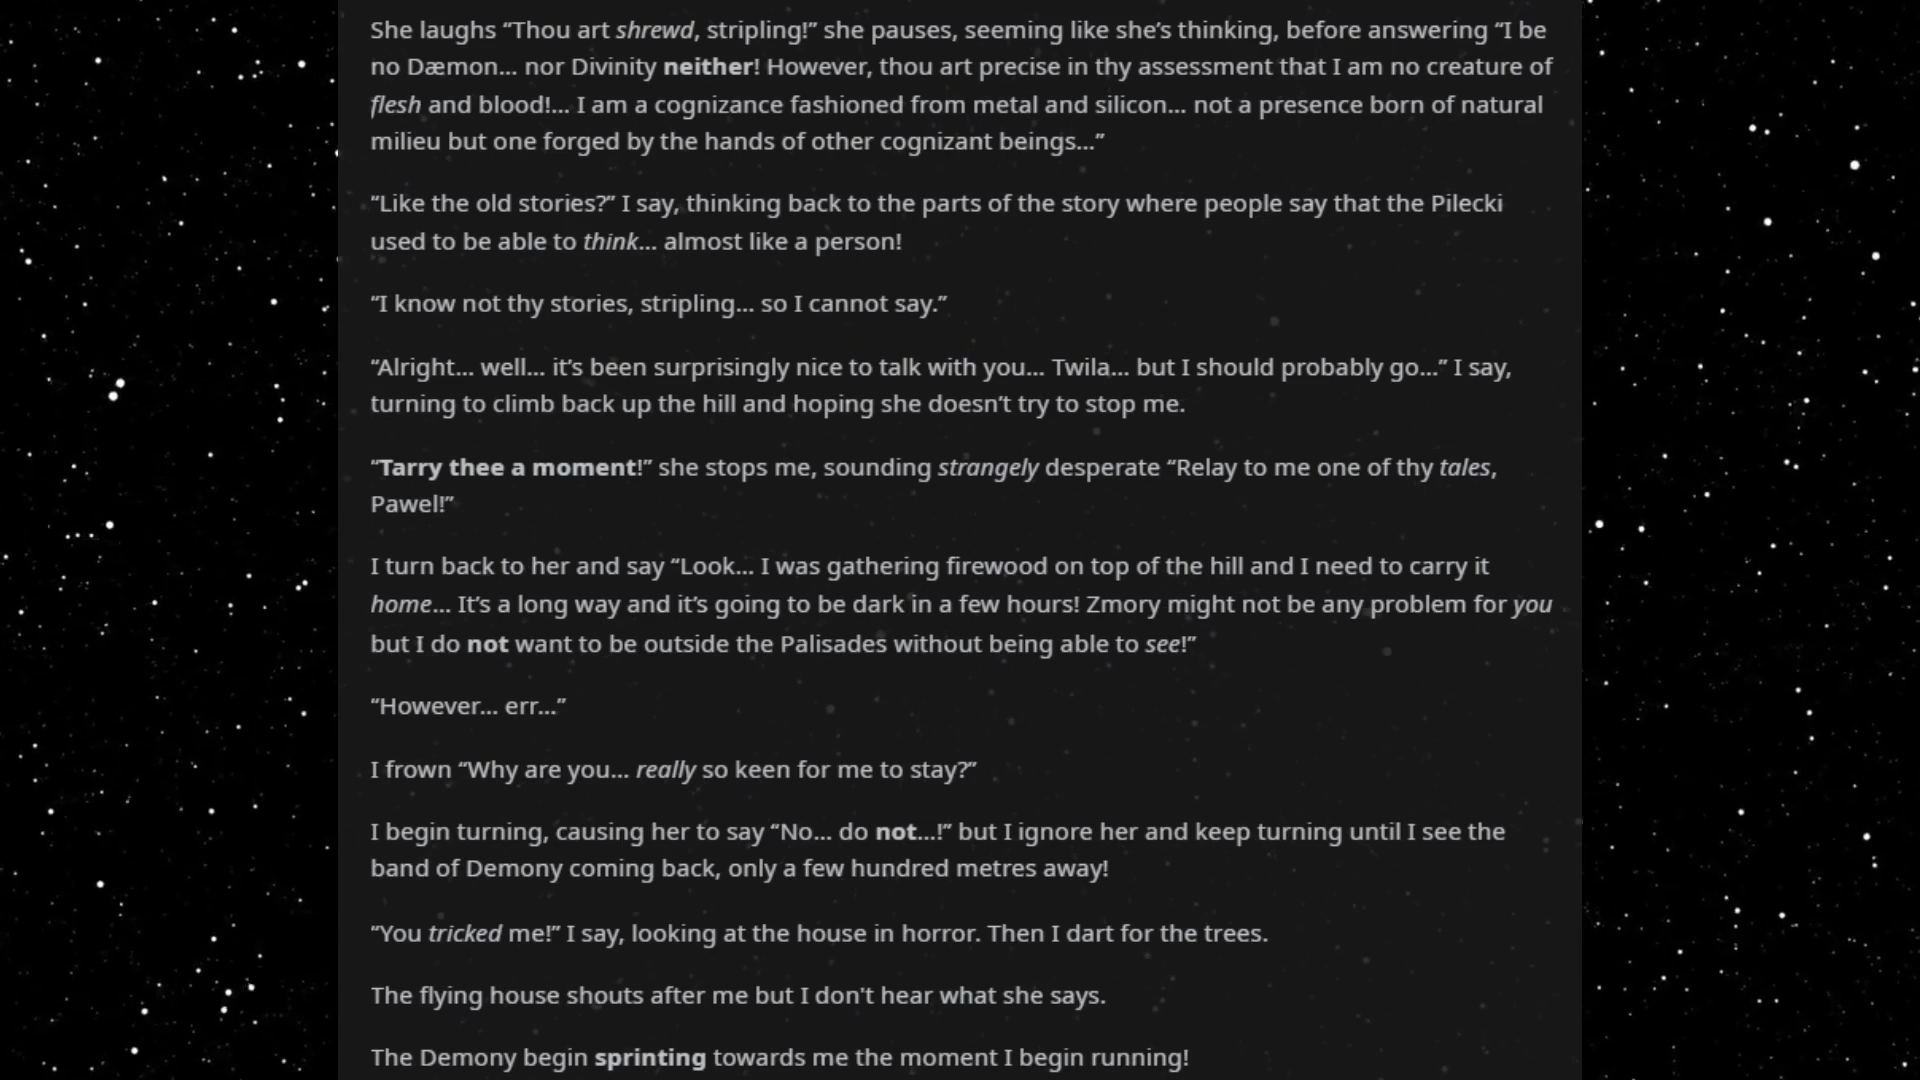 She laughs “Thou art shrewd, stripling!” she pauses, seeming like she’s thinking, before answering “I be
no Dæmon... nor Divinity neither! However, thou art precise in thy assessment that I am no creature of
flesh and blood!... I am a cognizance fashioned from metal and silicon... not a presence born of natural
milieu but one forged by the hands of other cognizant beings...”
“Like the old stories?” I say, thinking back to the parts of the story where people say that the Pilecki
used to be able to think... almost like a person!
“I know not thy stories, stripling... so I cannot say.”
“Alright... well... it’s been surprisingly nice to talk with you... Twila... but I should probably go...” I say,
turning to climb back up the hill and hoping she doesn’t try to stop me.
“Tarry thee a moment!” she stops me, sounding strangely desperate “Relay to me one of thy tales,
Pawel!”
I turn back to her and say “Look... I was gathering firewood on top of the hill and I need to carry it
home... It’s a long way and it’s going to be dark in a few hours! Zmory might not be any problem for you
but I do not want to be outside the Palisades without being able to see!”
“However... err...”
I frown “Why are you... really so keen for me to stay?”
I begin turning, causing her to say “No... do not...!” but I ignore her and keep turning until I see the
band of Demony coming back, only a few hundred metres away!
“You tricked me!” I say, looking at the house in horror. Then I dart for the trees.
The flying house shouts after me but I don't hear what she says.
The Demony begin sprinting towards me the moment I begin running!